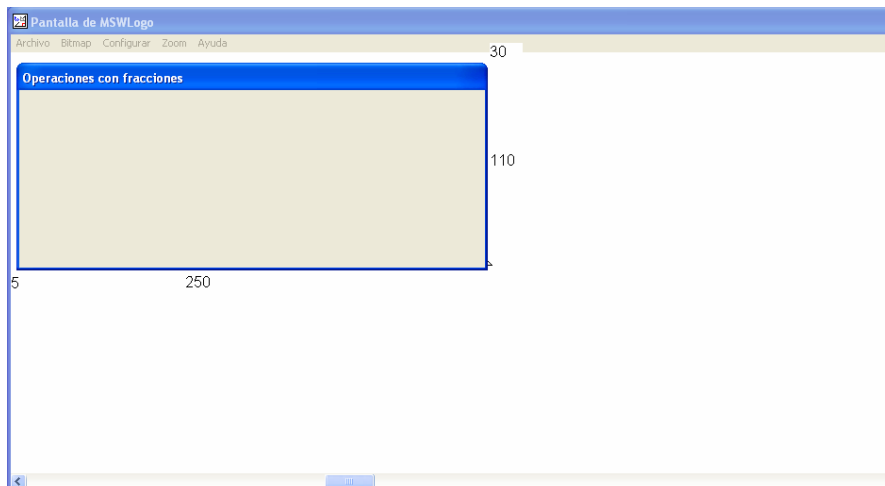 Pantalla de MSWLogo
Archivo Bitmap Configurar Zoom Ayuda
30
Operaciones con fracciones
110
5
250